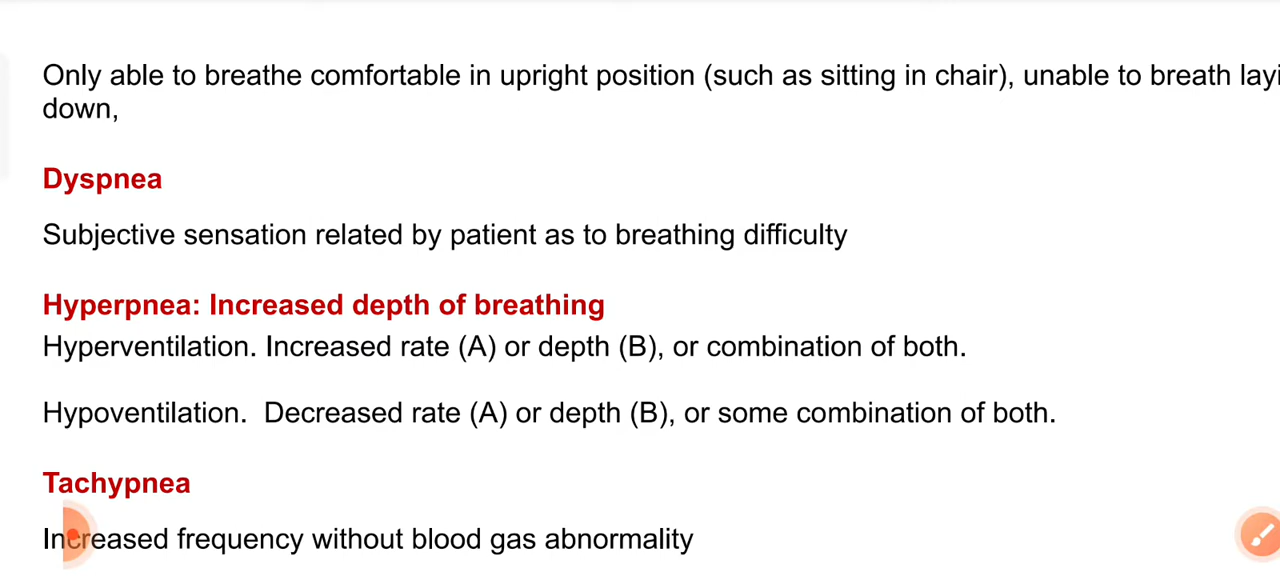 Only able to breathe comfortable in upright position (such as sitting in chair), unable to breath
down,
Dyspnea
Subjective sensation related by patient as to breathing difficulty
Hyperpnea: Increased depth of breathing
Hyperventilation. Increased rate (A) or depth (B), or combination of both.
Hypoventilation. Decreased rate (A) or depth (B), or some combination of both.
Tachypnea
Increased frequency without blood gas abnormality